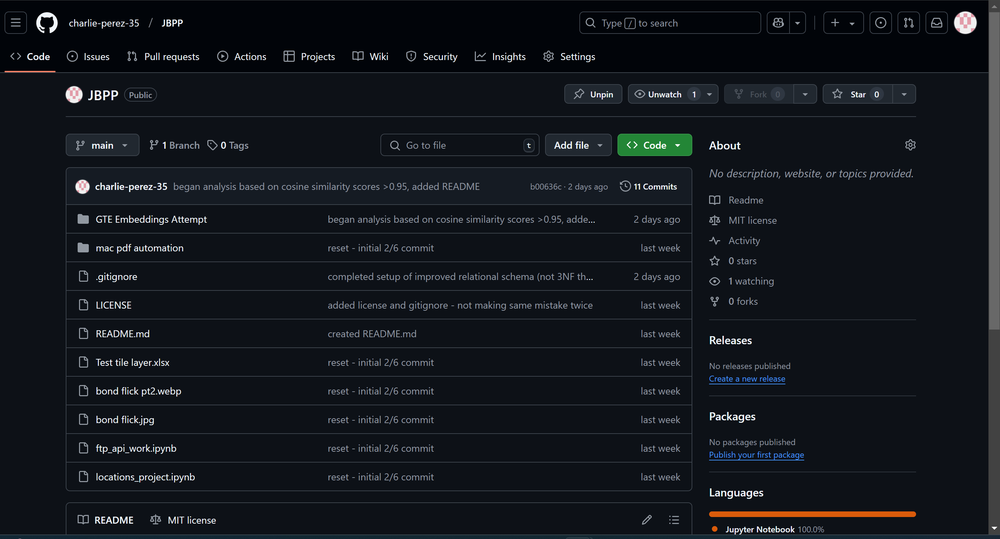 charlie-perez-35 / JBPP
Type / to search
Code Issues Pull requests Actions Projects Wiki Security Insights Settings
JBPP Public
Unpin Unwatch 1 Fork 0 Star 0
main 1 Branch 0 Tags
Go to file t Add file Code
charlie-perez-35 began analysis based on cosine similarity scores >0.95, added README b00636c · 2 days ago 11 Commits
GTE Embeddings Attempt began analysis based on cosine similarity scores >0.95, adde... 2 days ago
mac pdf automation reset - initial 2/6 commit last week
.gitignore completed setup of improved relational schema (not 3NF th... 2 days ago
LICENSE added license and gitignore - not making same mistake twice last week
README.md created README.md last week
Test tile layer.xlsx reset - initial 2/6 commit last week
bond flick pt2.webp reset - initial 2/6 commit last week
bond flick.jpg reset - initial 2/6 commit last week
ftp_api_work.ipynb reset - initial 2/6 commit last week
locations_project.ipynb reset - initial 2/6 commit last week
README MIT license
About
No description, website, or topics provided.
Readme
MIT license
Activity
0 stars
1 watching
0 forks
Releases
No releases published
Create a new release
Packages
No packages published
Publish your first package
Languages
Jupyter Notebook 100.0%